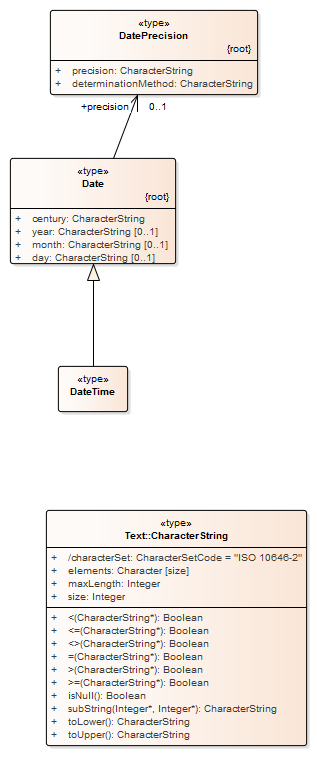 «type»
DatePrecision
{root}
+ precision: CharacterString
+ determinationMethod: CharacterString
+precision 0..1
«type»
Date
{root}
+ century: CharacterString
+ year: CharacterString [0..1]
+ month: CharacterString [0..1]
+ day: CharacterString [0..1]
«type»
DateTime
«type»
Text::CharacterString
+ /characterSet: CharacterSetCode = "ISO 10646-2"
+ elements: Character [size]
+ maxLength: Integer
+ size: Integer
+ <(CharacterString*): Boolean
+ <=(CharacterString*): Boolean
+ <>(CharacterString*): Boolean
+ =(CharacterString*): Boolean
+ >(CharacterString*): Boolean
+ >=(CharacterString*): Boolean
+ isNull(): Boolean
+ subString(Integer*, Integer*): CharacterString
+ toLower(): CharacterString
+ toUpper(): CharacterString